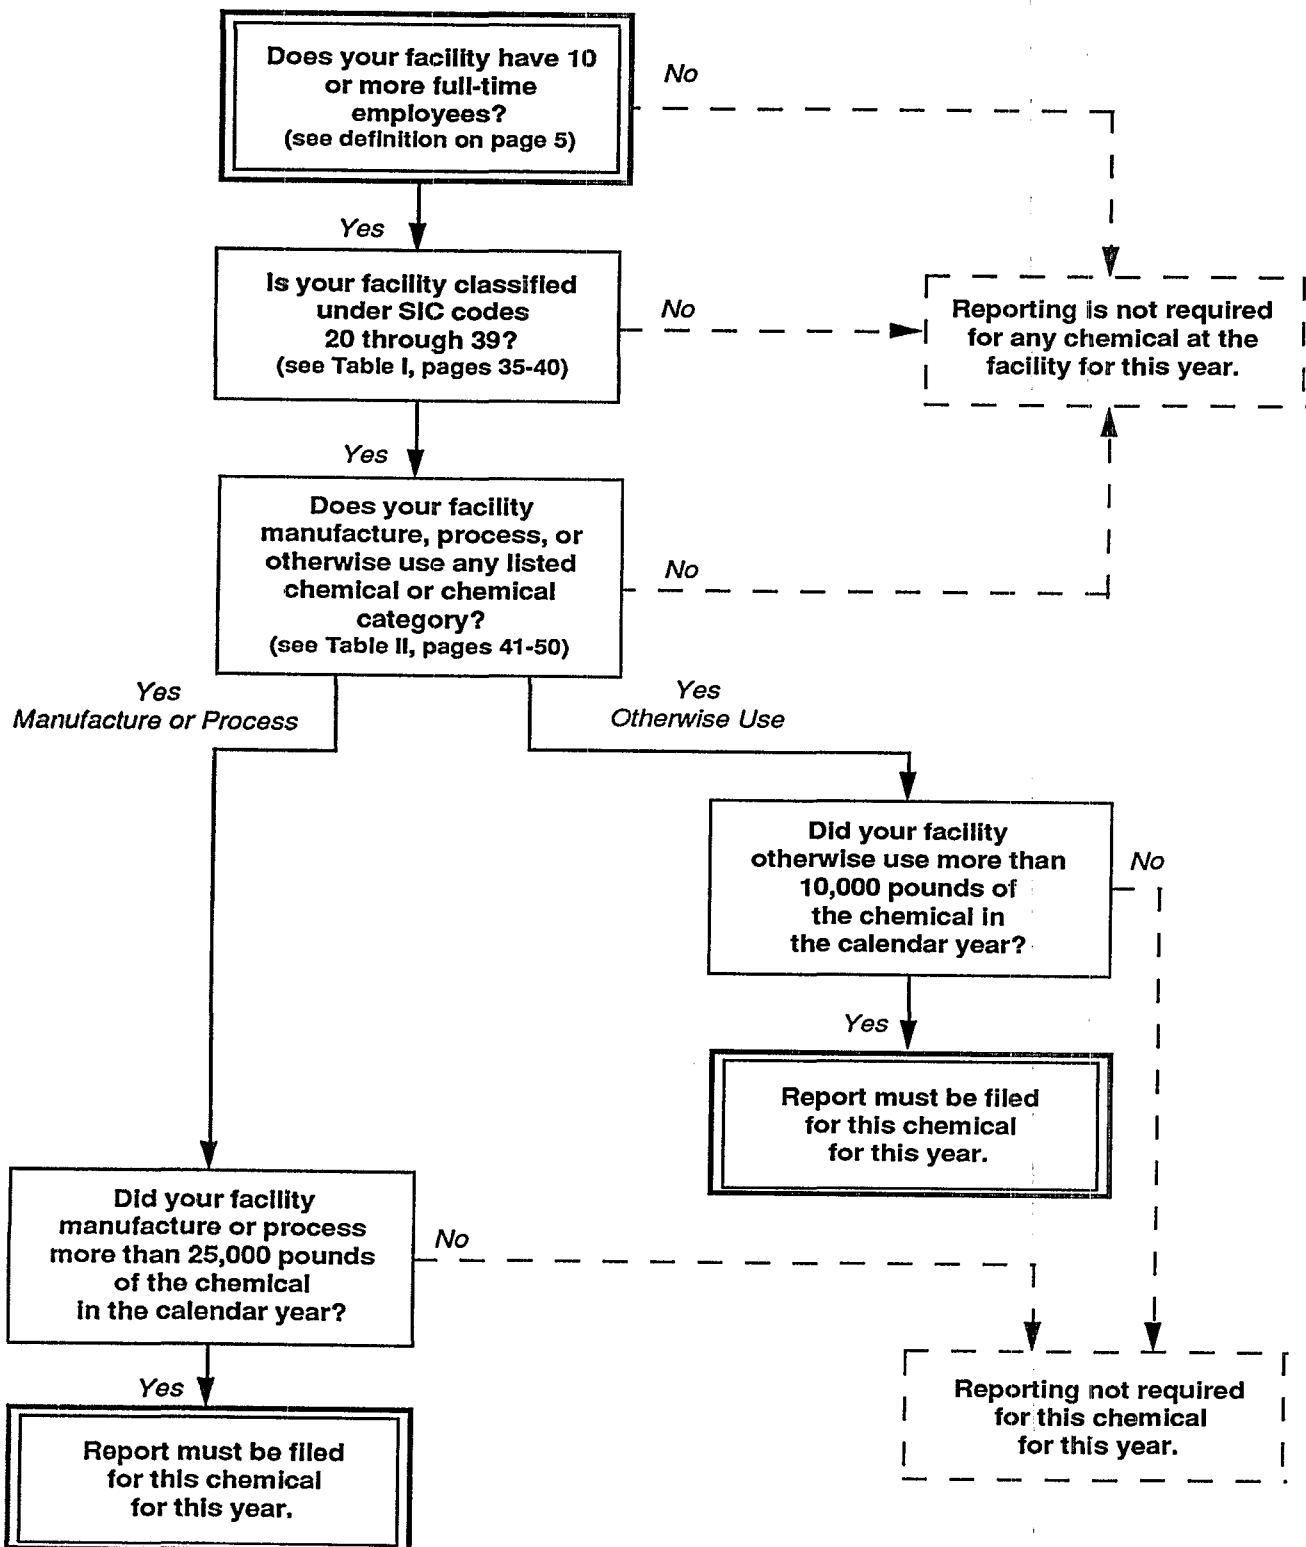 Does your facility have 10
or more full-time
employees?
(see definition on page 5)
No
Yes
Is your facility classified
under SIC codes
20 through 39?
(see Table I, pages 35-40)
No
Reporting is not required
for any chemical at the
facility for this year.
Yes
Does your facility
manufacture, process, or
otherwise use any listed
chemical or chemical
category?
(see Table II, pages 41-50)
No
Yes
Manufacture or Process
Yes
Otherwise Use
Did your facility
otherwise use more than
10,000 pounds of
the chemical in
the calendar year?
No
Yes
Report must be filed
for this chemical
for this year.
Did your facility
manufacture or process
more than 25,000 pounds
of the chemical
in the calendar year?
No
Yes
Reporting not required
for this chemical
for this year.
Report must be filed
for this chemical
for this year.